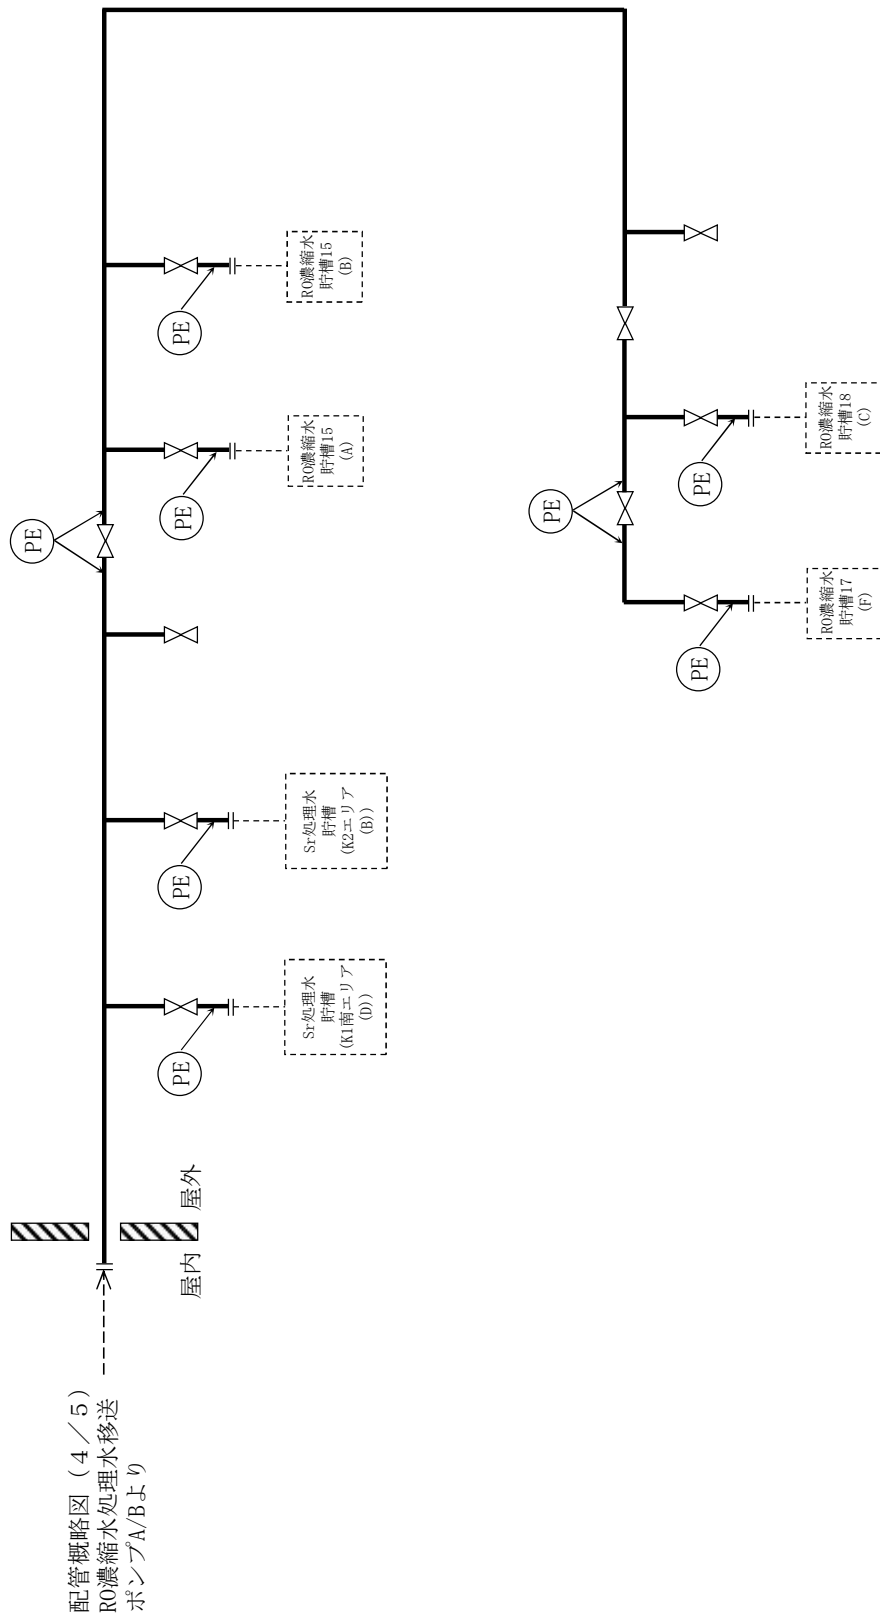 配管概略図（４／５）
RO濃縮水処理水移送
ポンプA/Bより
屋内
屋外
PE
Sr処理水
貯槽
(K1南エリア
(D))
PE
Sr処理水
貯槽
(K2エリア
(B))
PE
PE
RO濃縮水
貯槽15
(A)
PE
RO濃縮水
貯槽15
(B)
PE
RO濃縮水
貯槽17
(F)
PE
PE
RO濃縮水
貯槽18
(C)